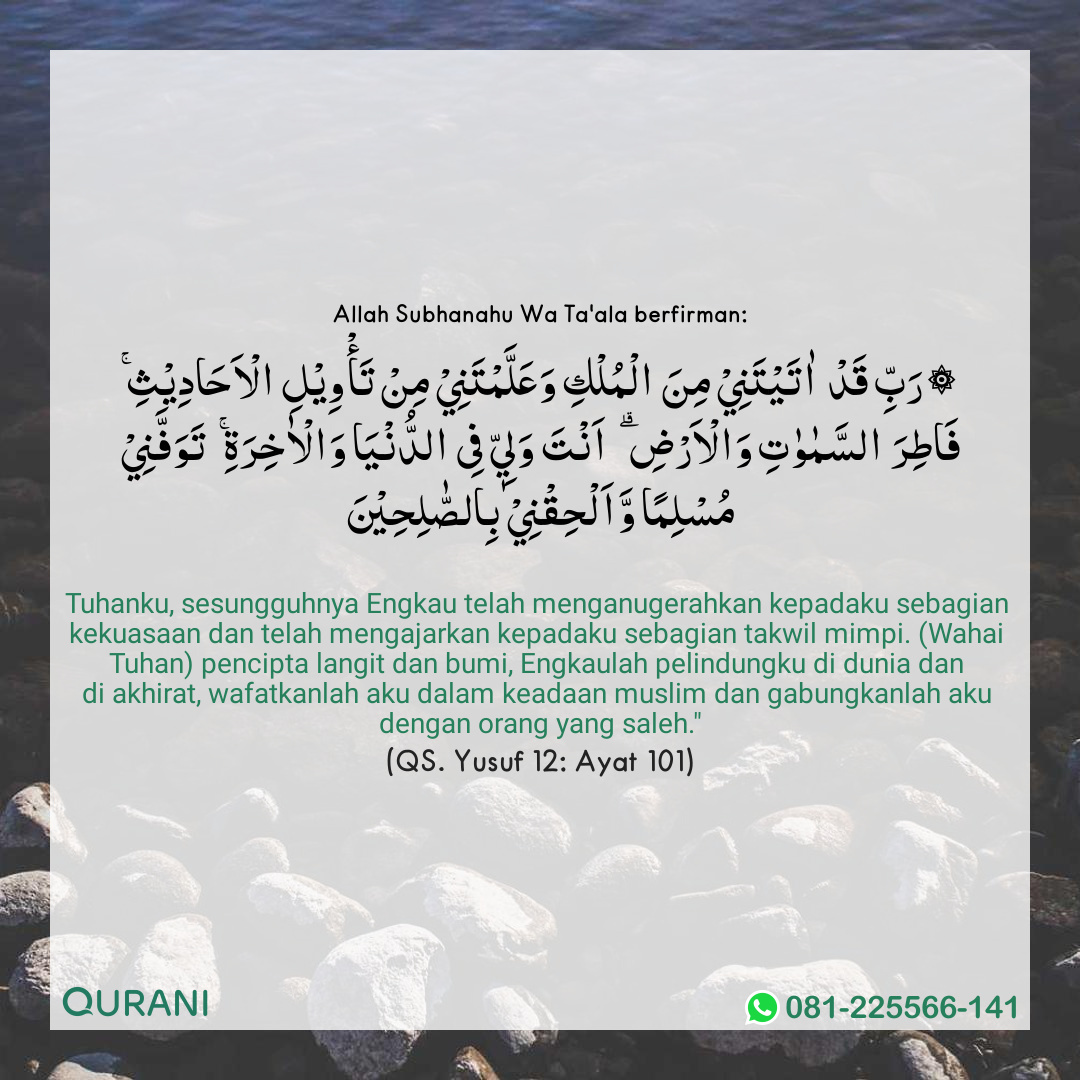 Allah Subhanahu Wa Ta'ala berfirman:
۞ رَبِّ قَدْ اٰتَيْتَنِيْ مِنَ الْمُلْكِ وَعَلَّمْتَنِيْ مِنْ تَأْوِيْلِ الْاَحَادِيْثِۚ
فَاطِرَ السَّمٰوٰتِ وَالْاَرْضِۗ اَنْتَ وَلِيّٖ فِى الدُّنْيَا وَالْاٰخِرَةِۚ تَوَفَّنِيْ
مُسْلِمًا وَّاَلْحِقْنِيْ بِالصّٰلِحِيْنَ
Tuhanku, sesungguhnya Engkau telah menganugerahkan kepadaku sebagian
kekuasaan dan telah mengajarkan kepadaku sebagian takwil mimpi. (Wahai
Tuhan) pencipta langit dan bumi, Engkaulah pelindungku di dunia dan
di akhirat, wafatkanlah aku dalam keadaan muslim dan gabungkanlah aku
dengan orang yang saleh."
(QS. Yusuf 12: Ayat 101)
QURANI
081-225566-141